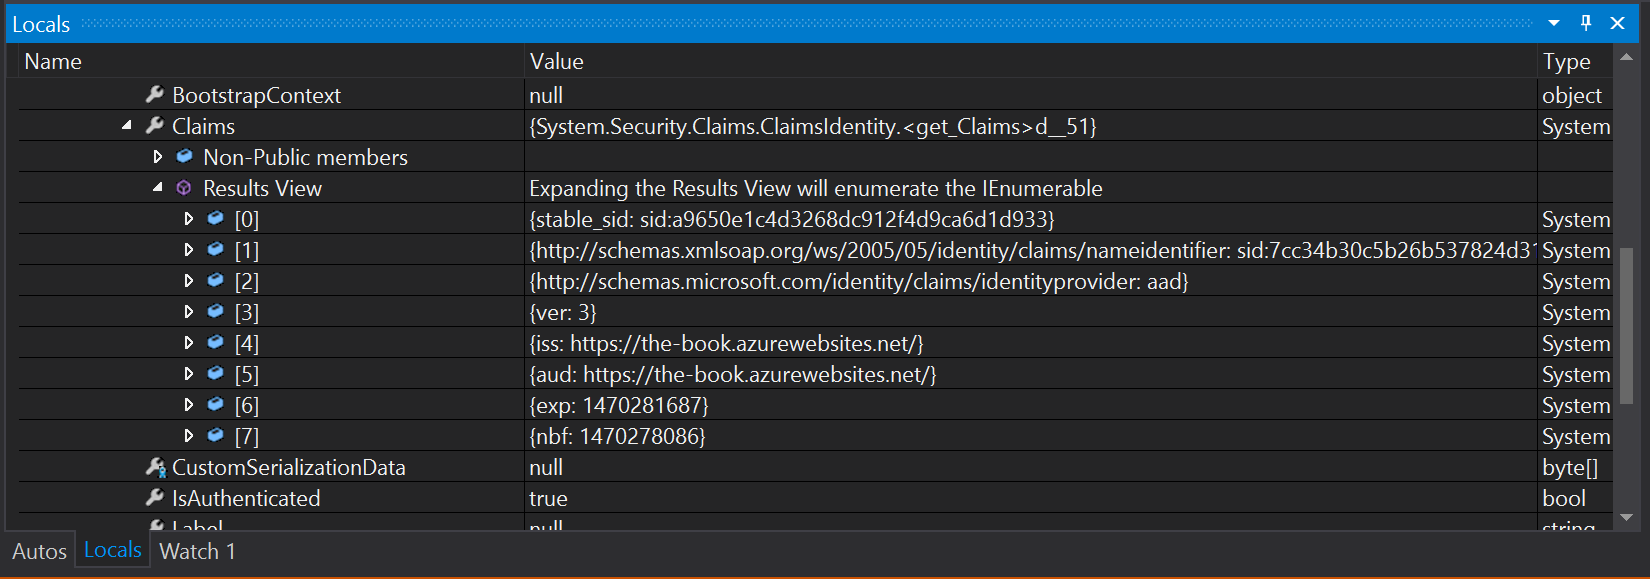 Locals
Name Value Type
BootstrapContext null object
Claims {System.Security.Claims.ClaimsIdentity.<get_Claims>d__51} System
Non-Public members
Results View Expanding the Results View will enumerate the IEnumerable
[0] {stable_sid: sid:a9650e1c4d3268dc912f4d9ca6d1d933} System
[1] {http://schemas.xmlsoap.org/ws/2005/05/identity/claims/nameidentifier: sid:7cc34b30c5b26b537824d31 System
[2] {http://schemas.microsoft.com/identity/claims/identityprovider: aad} System
[3] {ver: 3} System
[4] {iss: https://the-book.azurewebsites.net/} System
[5] {aud: https://the-book.azurewebsites.net/} System
[6] {exp: 1470281687} System
[7] {nbf: 1470278086} System
CustomSerializationData null byte[]
IsAuthenticated true bool
Label null string
Autos Locals Watch 1